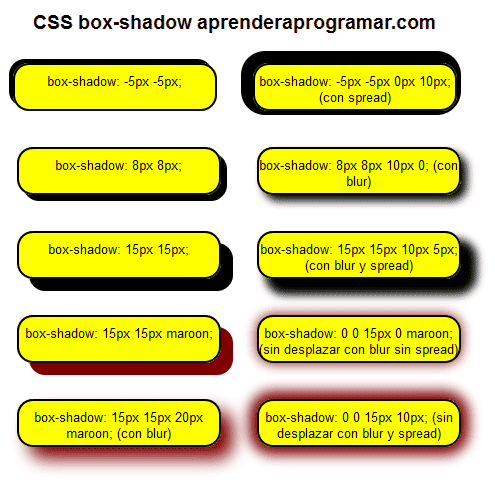 CSS box-shadow aprenderaprogramar.com
box-shadow: -5px -5px;
box-shadow: -5px -5px 0px 10px;
(con spread)
box-shadow: 8px 8px;
box-shadow: 8px 8px 10px 0; (con
blur)
box-shadow: 15px 15px;
box-shadow: 15px 15px 10px 5px;
(con blur y spread)
box-shadow: 15px 15px maroon;
box-shadow: 0 0 15px 0 maroon;
(sin desplazar con blur sin spread)
box-shadow: 15px 15px 20px
maroon; (con blur)
box-shadow: 0 0 15px 10px; (sin
desplazar con blur y spread)